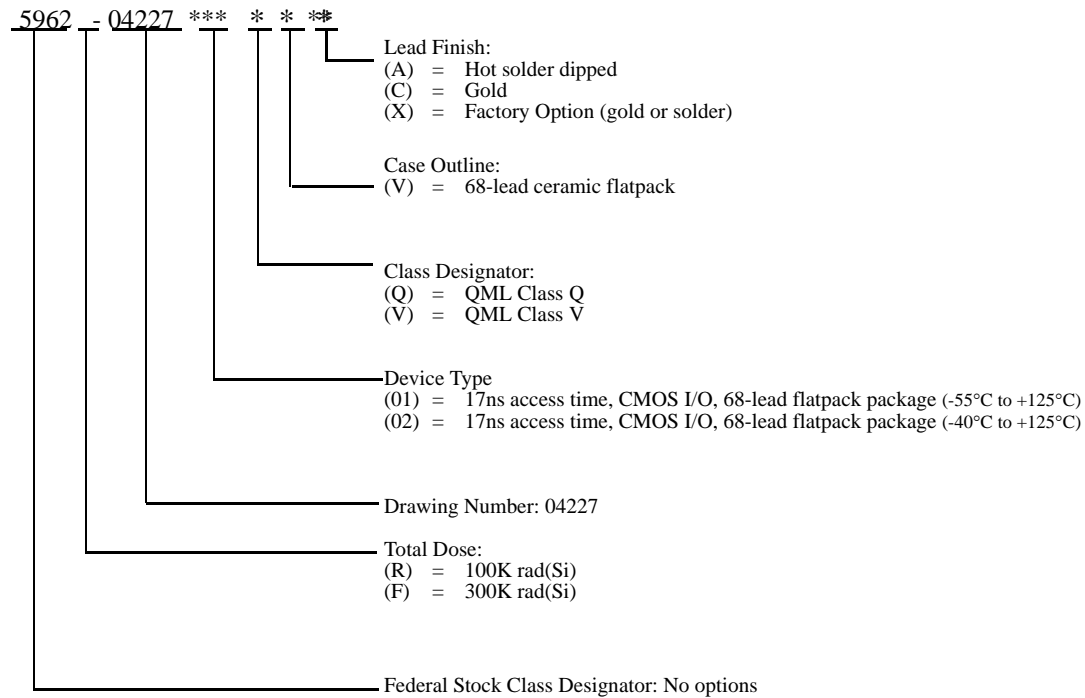 5962 - 04227 *** * * **
Lead Finish:
(A) = Hot solder dipped
(C) = Gold
(X) = Factory Option (gold or solder)
Case Outline:
(V) = 68-lead ceramic flatpack
Class Designator:
(Q) = QML Class Q
(V) = QML Class V
Device Type
(01) = 17ns access time, CMOS I/O, 68-lead flatpack package (-55°C to +125°C)
(02) = 17ns access time, CMOS I/O, 68-lead flatpack package (-40°C to +125°C)
Drawing Number: 04227
Total Dose:
(R) = 100K rad(Si)
(F) = 300K rad(Si)
Federal Stock Class Designator: No options